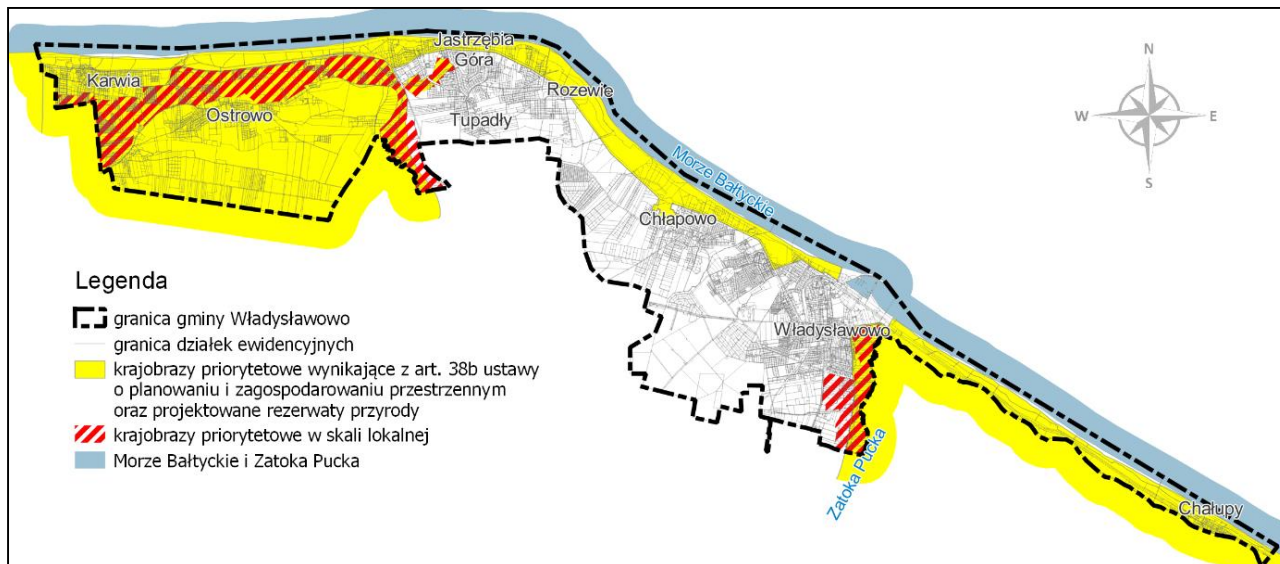 Jastrzębia
Góra
Karwia
Rozewie
Ostrowo
Tupadły
N
W
E
S
Morze Bałtyckie
Chłapowo
Władysławowo
Zatoka Pucka
Chałupy
Legenda
granica gminy Władysławowo
granica działek ewidencyjnych
krajobrazy priorytetowe wynikające z art. 38b ustawy
o planowaniu i zagospodarowaniu przestrzennym
oraz projektowane rezerwaty przyrody
krajobrazy priorytetowe w skali lokalnej
Morze Bałtyckie i Zatoka Pucka